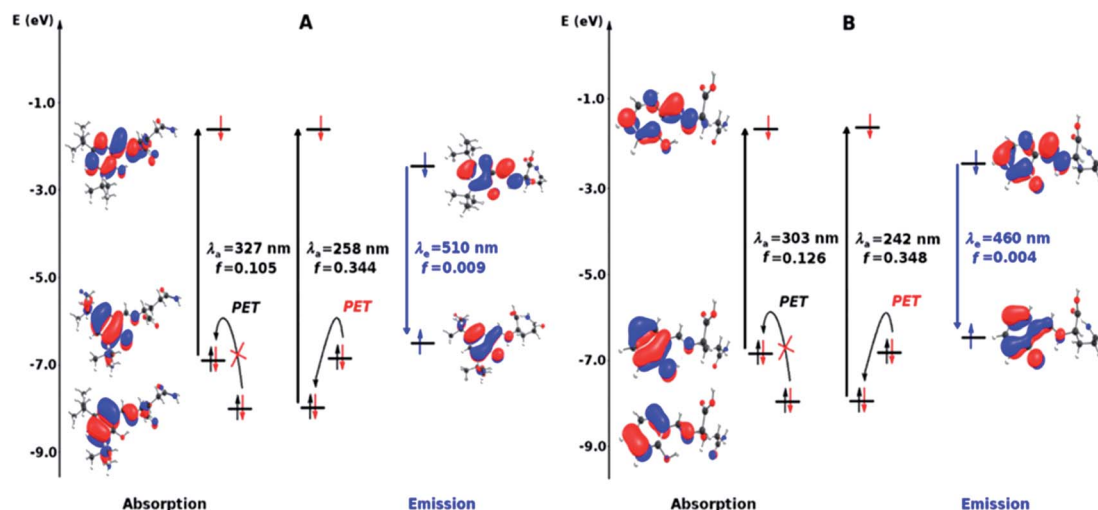 E (eV)
A
-1.0
-3.0
-5.0
-7.0
-9.0
λa=327 nm
f=0.105
λa=258 nm
f=0.344
λe=510 nm
f=0.009
PET
PET
Absorption
Emission
E (eV)
B
-1.0
-3.0
-5.0
-7.0
-9.0
λa=303 nm
f=0.126
λa=242 nm
f=0.348
λe=460 nm
f=0.004
PET
PET
Absorption
Emission